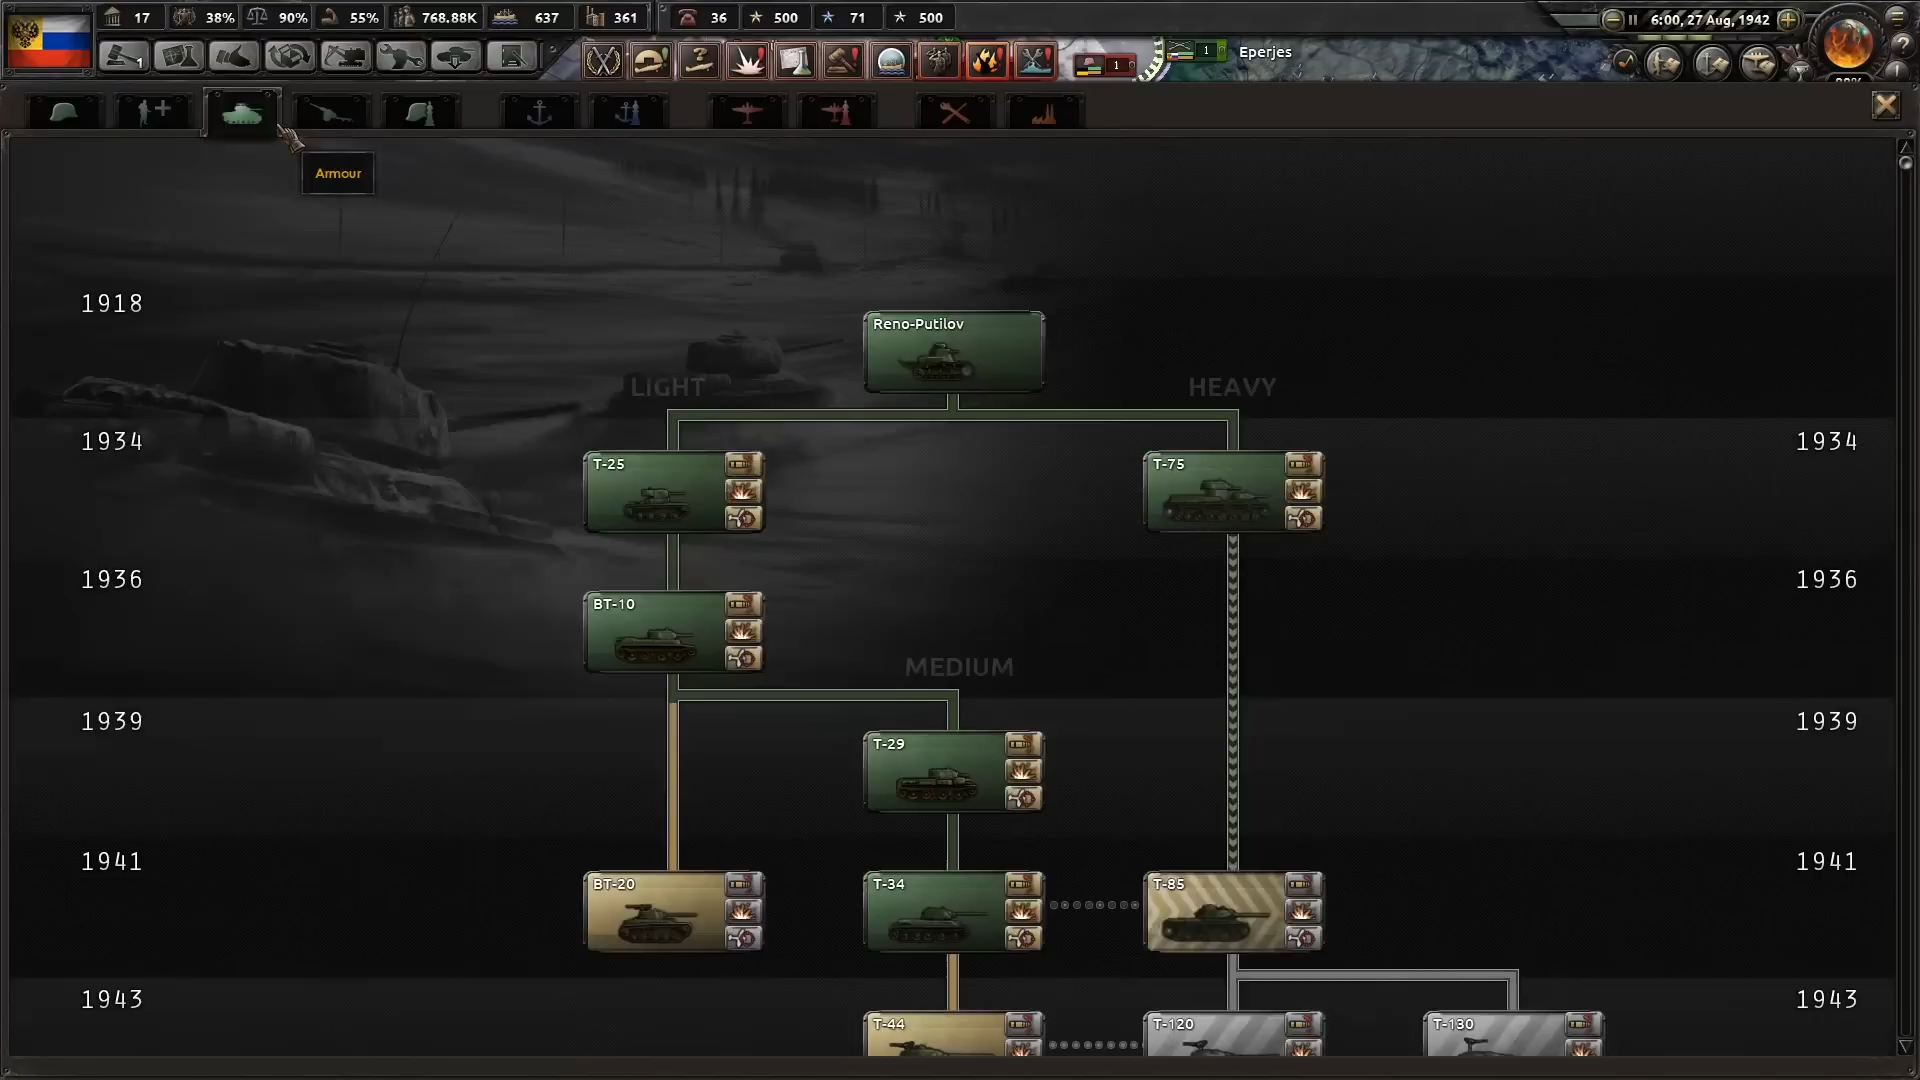 17 38% 90% 55% 768.88K 637 361 36 500 71 500 6:00, 27 Aug, 1942
1 1 1 Eperjes
Armour
1918
Reno-Putilov
LIGHT HEAVY
1934 1934
T-25 T-75
1936 1936
BT-10
MEDIUM
1939 1939
T-29
1941 1941
BT-20 T-34 T-85
1943 1943
T-44 T-120 T-130